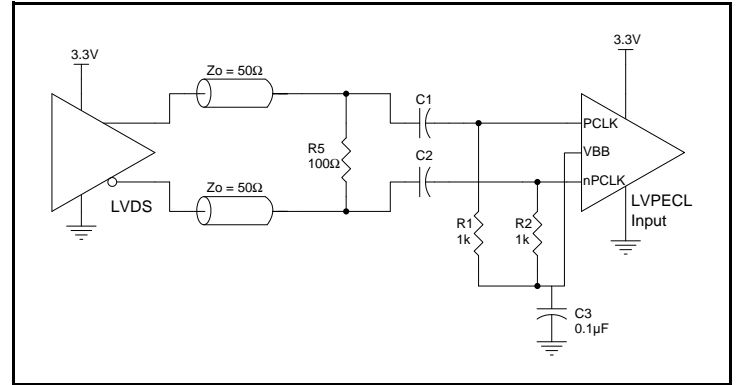 3.3V
3.3V
Zo = 50Ω
C1
PCLK
R5
100Ω
VBB
C2
nPCLK
Zo = 50Ω
LVDS
R1
1k
R2
1k
LVPECL
Input
C3
0.1µF